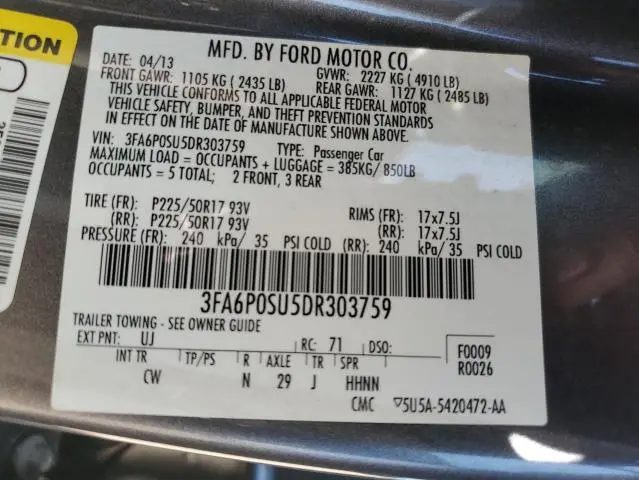 TION
MFD. BY FORD MOTOR CO.
DATE: 04/13 GVWR: 2227 KG ( 4910 LB)
FRONT GAWR: 1105 KG ( 2435 LB) REAR GAWR: 1127 KG ( 2485 LB)
THIS VEHICLE CONFORMS TO ALL APPLICABLE FEDERAL MOTOR
VEHICLE SAFETY, BUMPER, AND THEFT PREVENTION STANDARDS
IN EFFECT ON THE DATE OF MANUFACTURE SHOWN ABOVE.
VIN: 3FA6P0SU5DR303759 TYPE: Passenger Car
MAXIMUM LOAD = OCCUPANTS + LUGGAGE = 385KG/ 850LB
OCCUPANTS = 5 TOTAL; 2 FRONT, 3 REAR
TIRE (FR): P225/50R17 93V RIMS (FR): 17x7.5J
(RR): P225/50R17 93V (RR): 17x7.5J
PRESSURE (FR): 240 kPa/ 35 PSI COLD (RR): 240 kPa/ 35 PSI COLD
3FA6P0SU5DR303759
TRAILER TOWING - SEE OWNER GUIDE
EXT PNT: UJ RC: 71 DSO: F0009
R0026
INT TR TP/PS R AXLE TR SPR
CW N 29 J HHNN
CMC ▽5U5A-5420472-AA